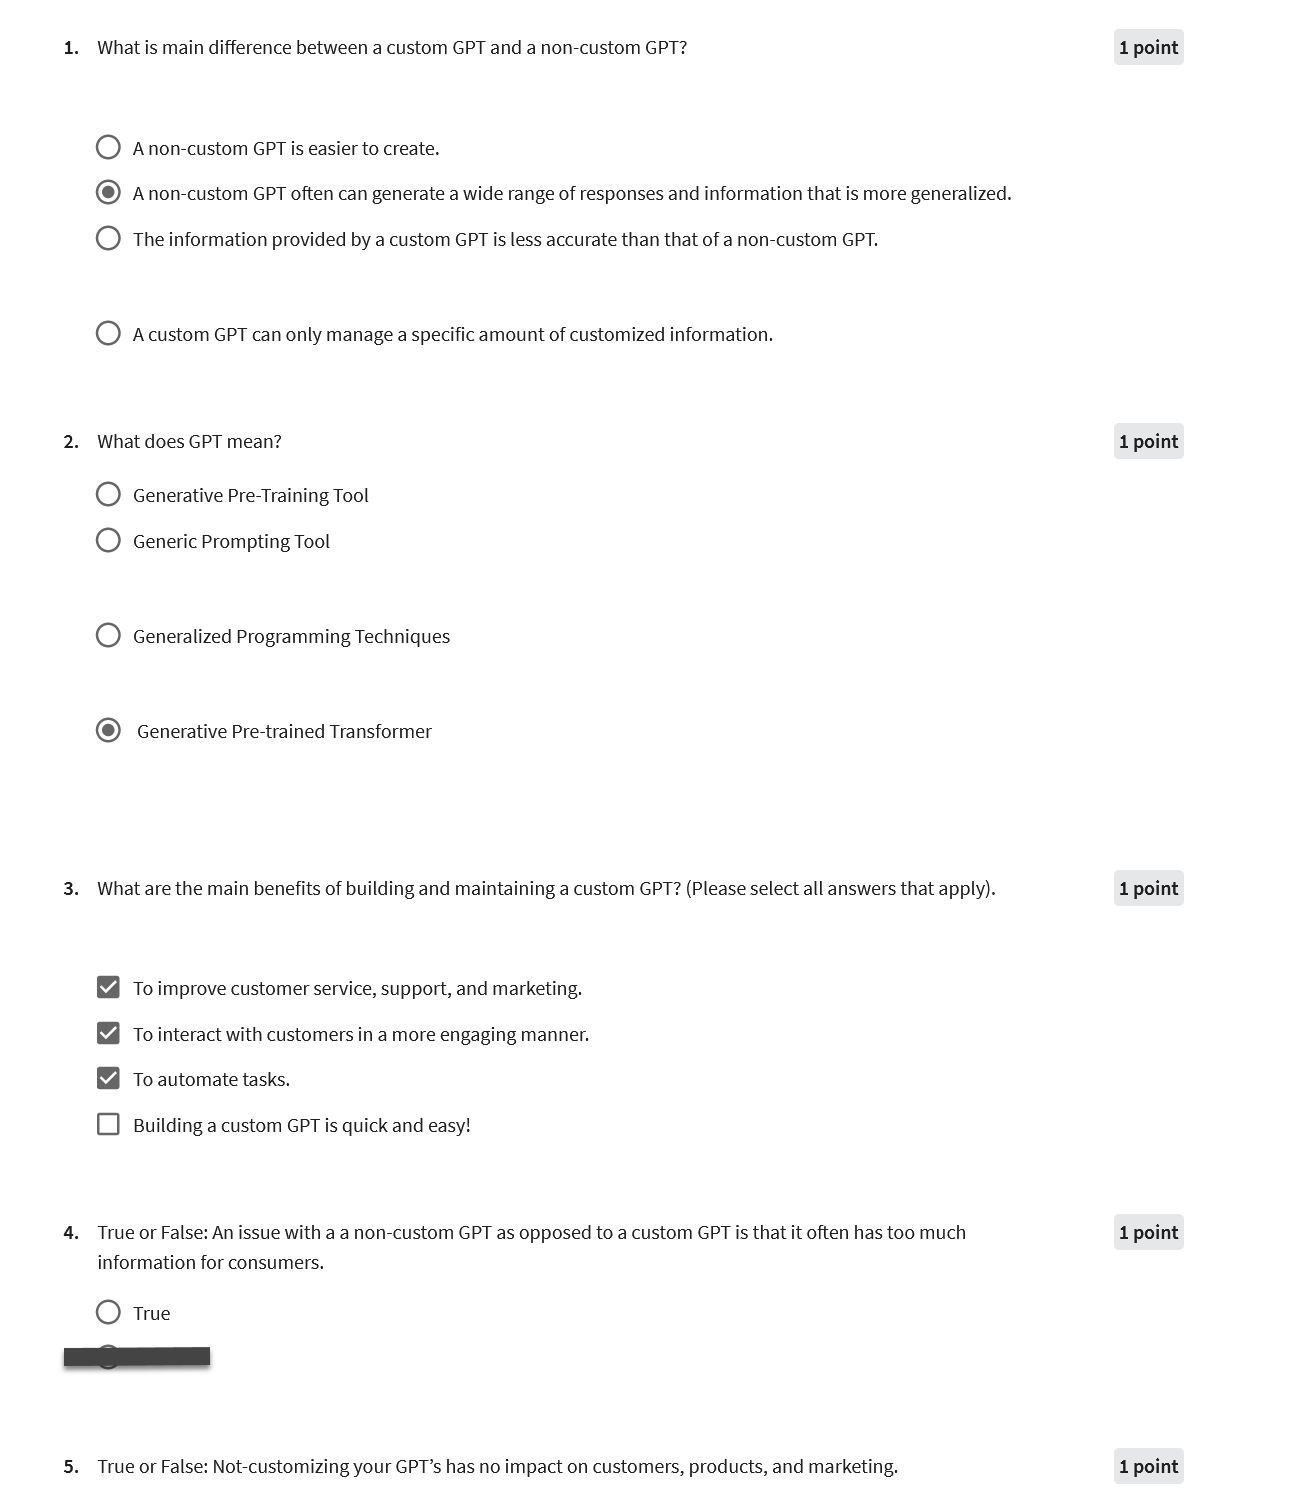 1. What is main difference between a custom GPT and a non-custom GPT? 1 point
A non-custom GPT is easier to create.
A non-custom GPT often can generate a wide range of responses and information that is more generalized.
The information provided by a custom GPT is less accurate than that of a non-custom GPT.
A custom GPT can only manage a specific amount of customized information.
2. What does GPT mean? 1 point
Generative Pre-Training Tool
Generic Prompting Tool
Generalized Programming Techniques
Generative Pre-trained Transformer
3. What are the main benefits of building and maintaining a custom GPT? (Please select all answers that apply). 1 point
To improve customer service, support, and marketing.
To interact with customers in a more engaging manner.
To automate tasks.
Building a custom GPT is quick and easy!
4. True or False: An issue with a a non-custom GPT as opposed to a custom GPT is that it often has too much 1 point
information for consumers.
True
5. True or False: Not-customizing your GPT’s has no impact on customers, products, and marketing. 1 point